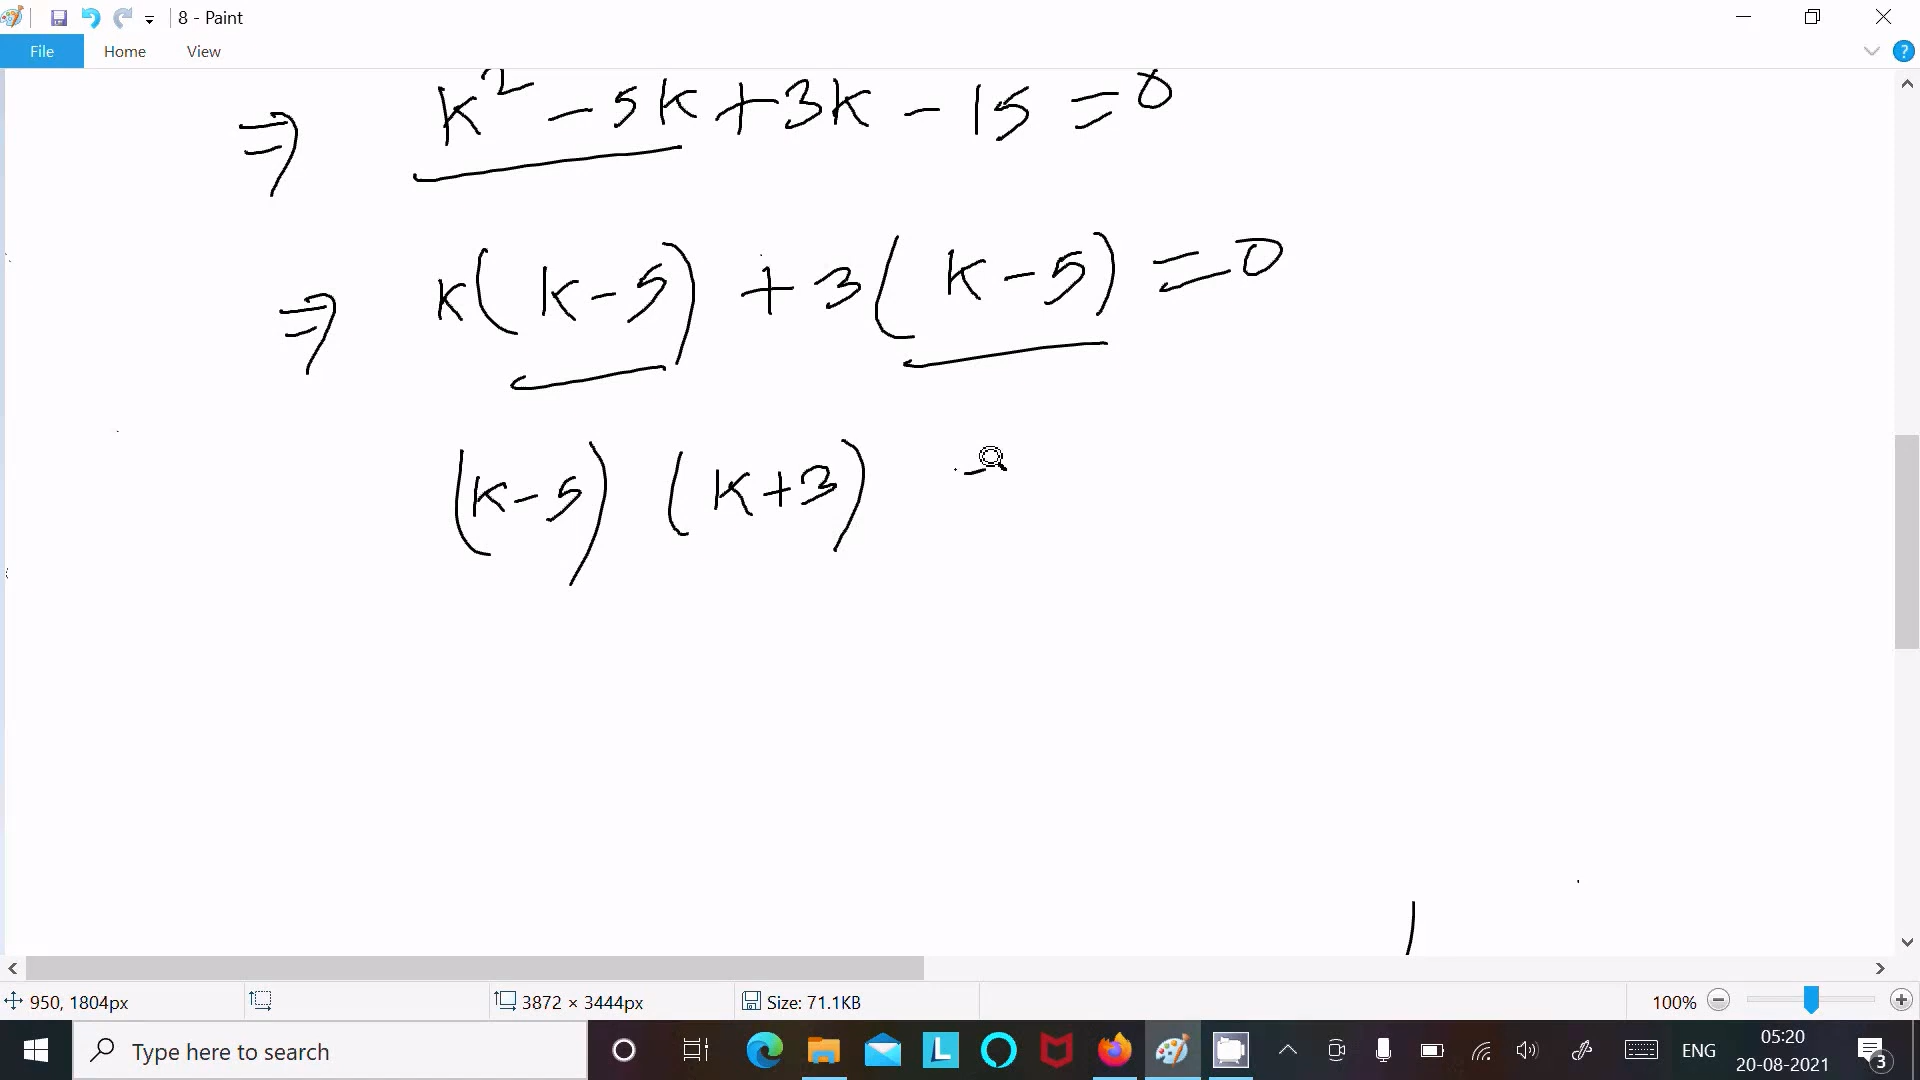 8 - Paint
File Home View
⇒ k² - 5k + 3k - 15 = 0
⇒ k(k-5) + 3(k-5) = 0
(k-5) (k+3) -
950, 1804px
3872 × 3444px
Size: 71.1KB
100%
Type here to search
L
ENG
05:20
20-08-2021
3